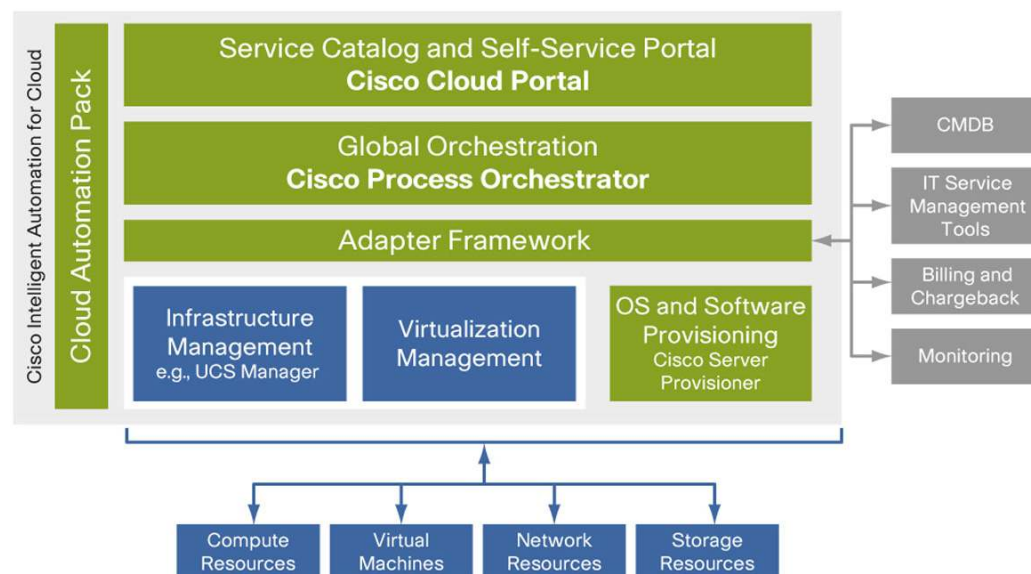 Cisco Intelligent Automation for Cloud
Cloud Automation Pack
Service Catalog and Self-Service Portal
Cisco Cloud Portal
Global Orchestration
Cisco Process Orchestrator
Adapter Framework
Infrastructure
Management
e.g., UCS Manager
Virtualization
Management
OS and Software
Provisioning
Cisco Server
Provisioner
CMDB
IT Service
Management
Tools
Billing and
Chargeback
Monitoring
Compute
Resources
Virtual
Machines
Network
Resources
Storage
Resources